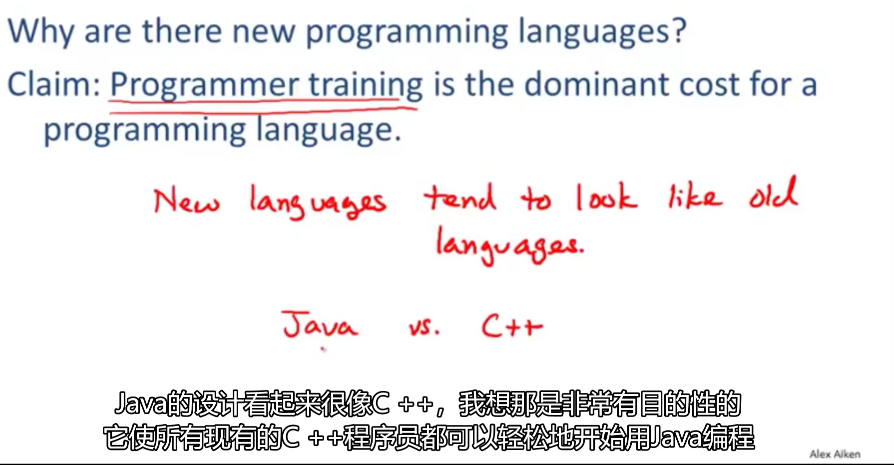 Why are there new programming languages?
Claim: Programmer training is the dominant cost for a
programming language.
New languages tend to look like old
languages.
Java vs. C++
Java的设计看起来很像C ++，我想那是非常有目的性的
它使所有现有的C ++程序员都可以轻松地开始用Java编程
Alex Aiken